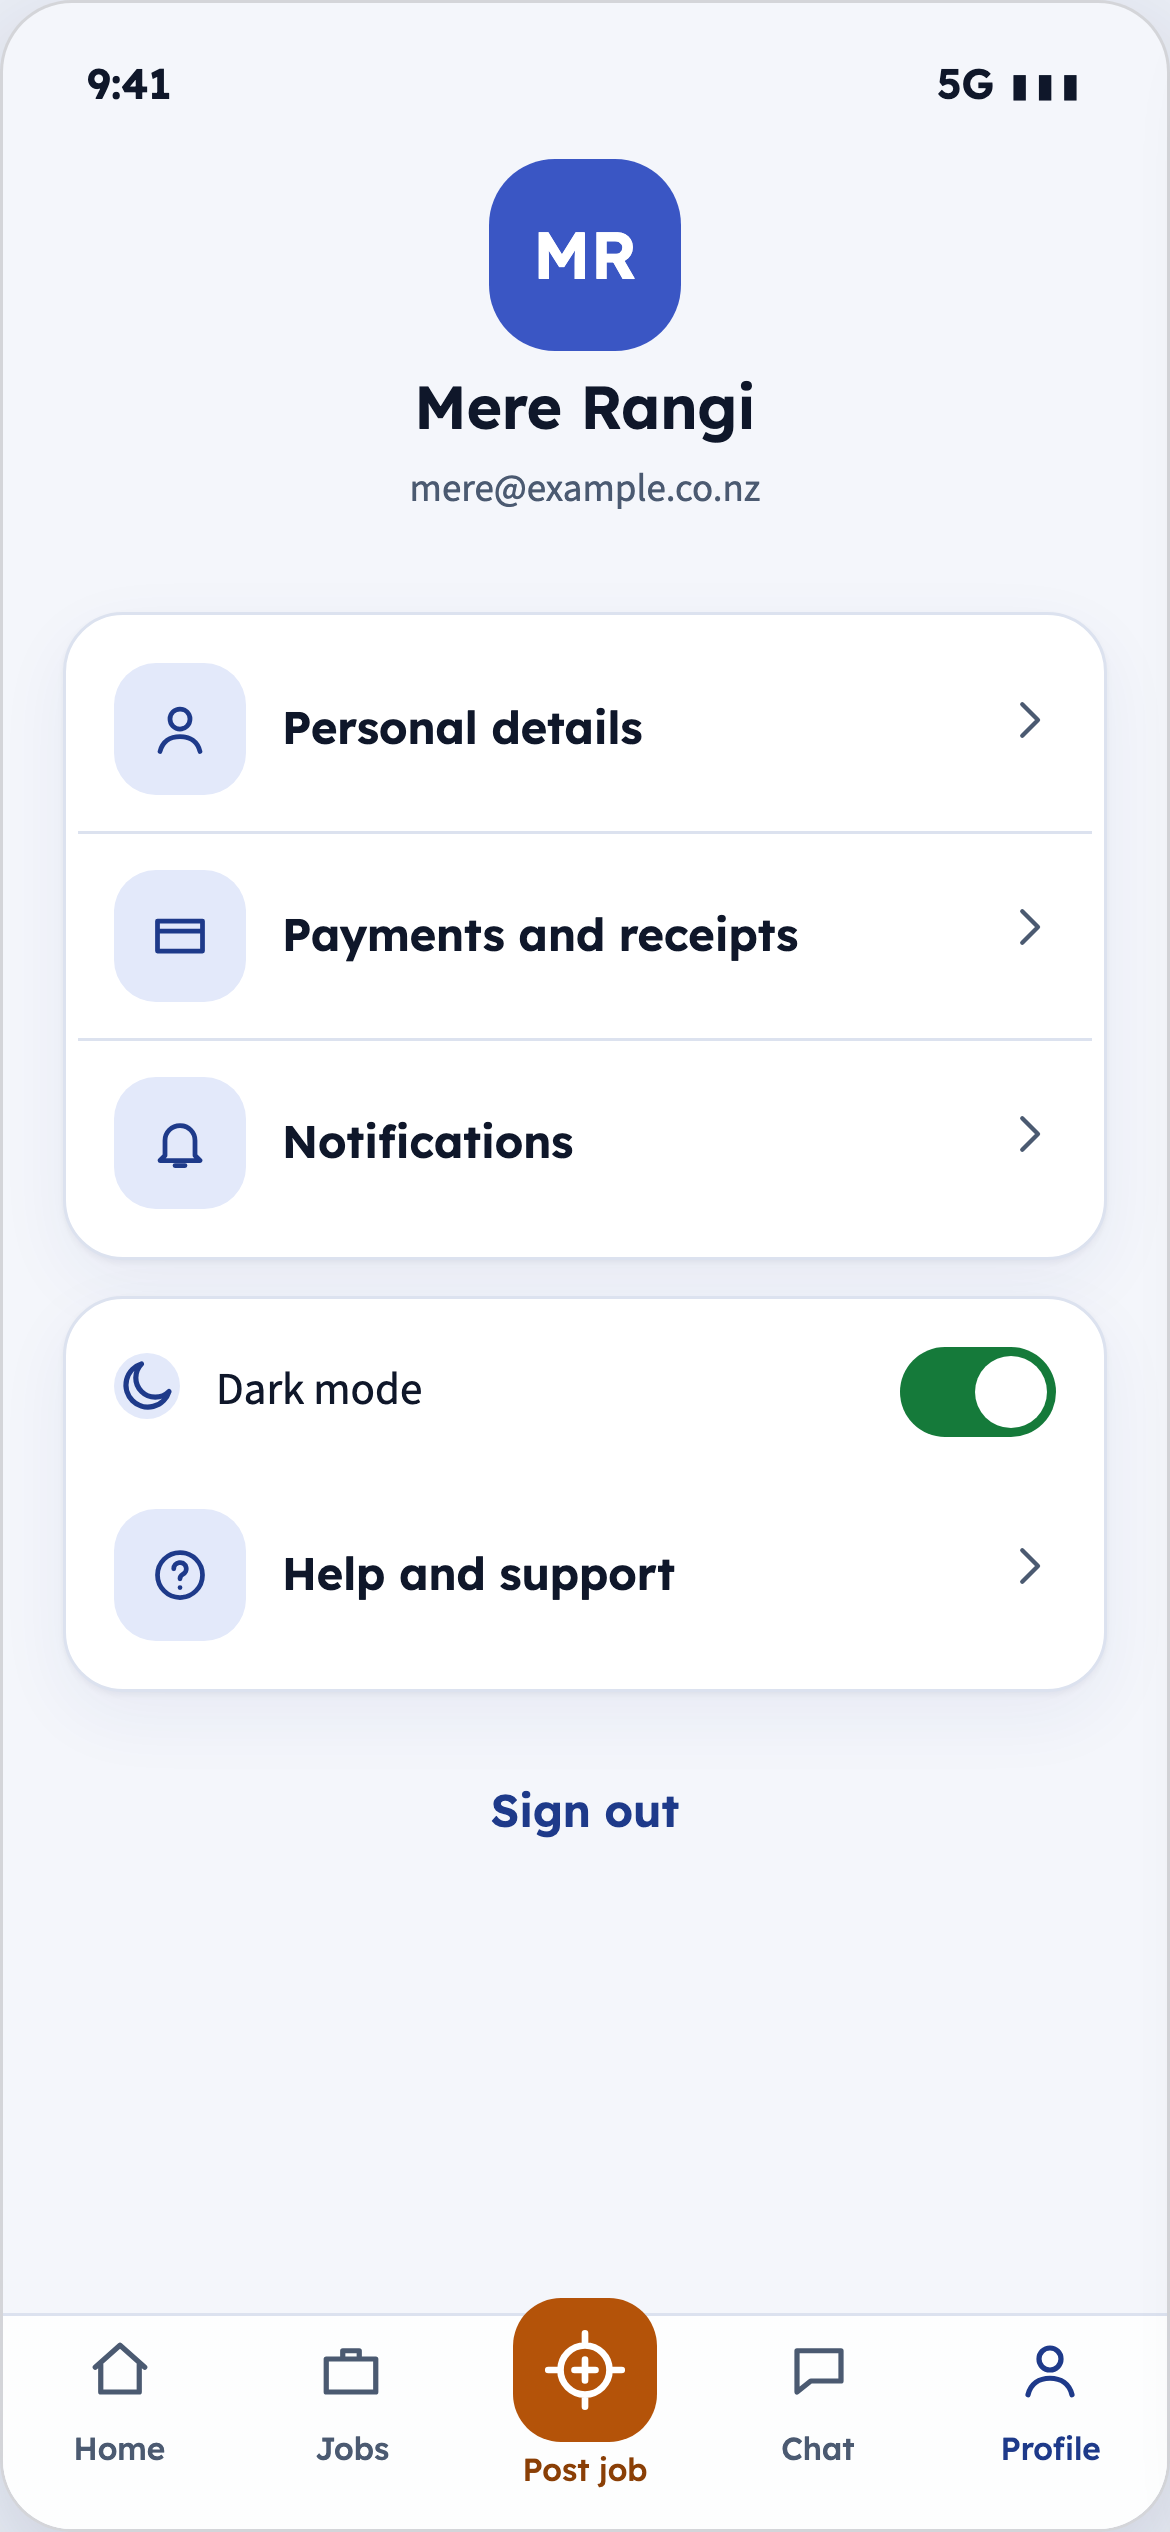 9:41 5G
MR
Mere Rangi
mere@example.co.nz
Personal details
Payments and receipts
Notifications
Dark mode
Help and support
Sign out
Home Jobs Post job Chat Profile